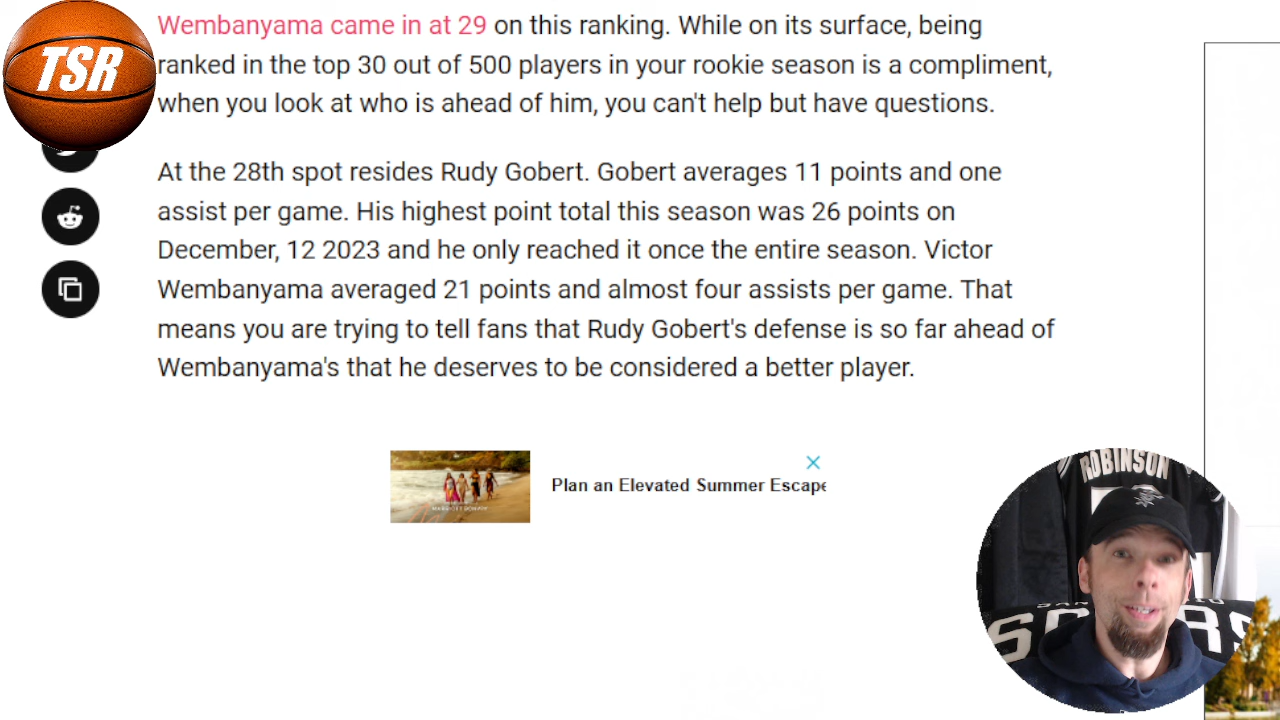 TSR
Wembanyama came in at 29 on this ranking. While on its surface, being
ranked in the top 30 out of 500 players in your rookie season is a compliment,
when you look at who is ahead of him, you can't help but have questions.
At the 28th spot resides Rudy Gobert. Gobert averages 11 points and one
assist per game. His highest point total this season was 26 points on
December, 12 2023 and he only reached it once the entire season. Victor
Wembanyama averaged 21 points and almost four assists per game. That
means you are trying to tell fans that Rudy Gobert's defense is so far ahead of
Wembanyama's that he deserves to be considered a better player.
Plan an Elevated Summer Escape
ROBINSON